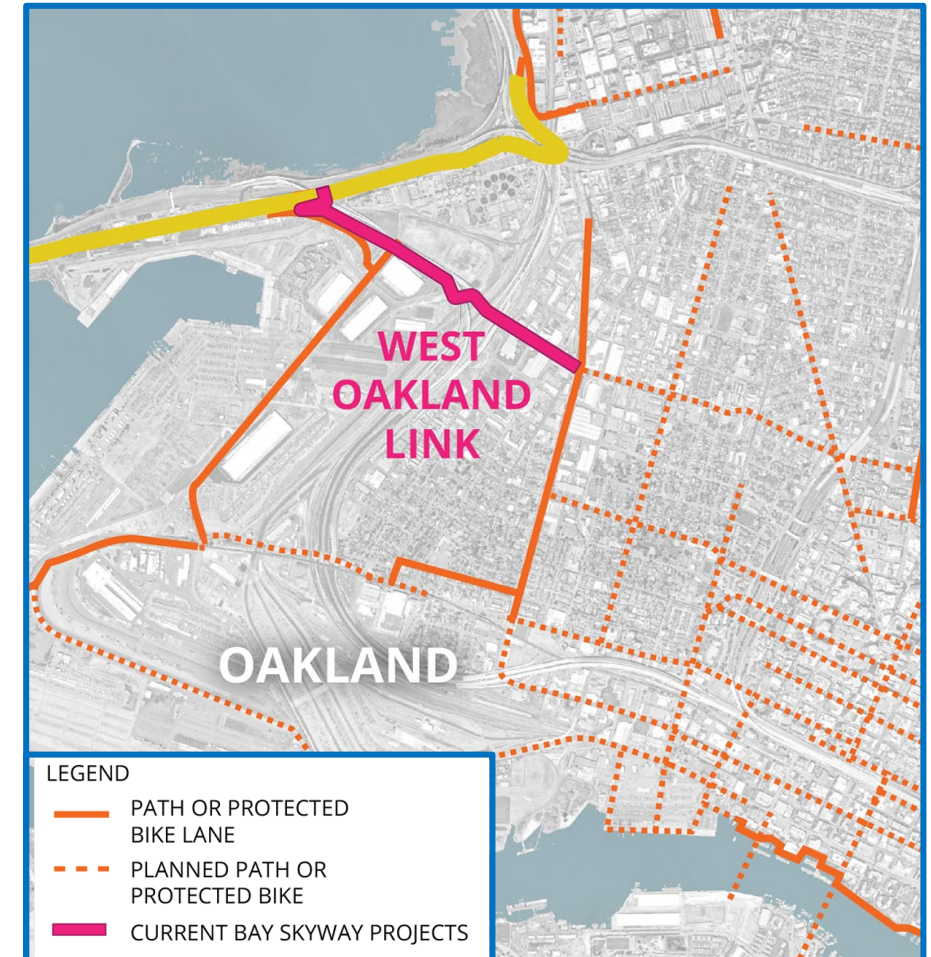 WEST
OAKLAND
LINK
OAKLAND
LEGEND
PATH OR PROTECTED
BIKE LANE
PLANNED PATH OR
PROTECTED BIKE
CURRENT BAY SKYWAY PROJECTS